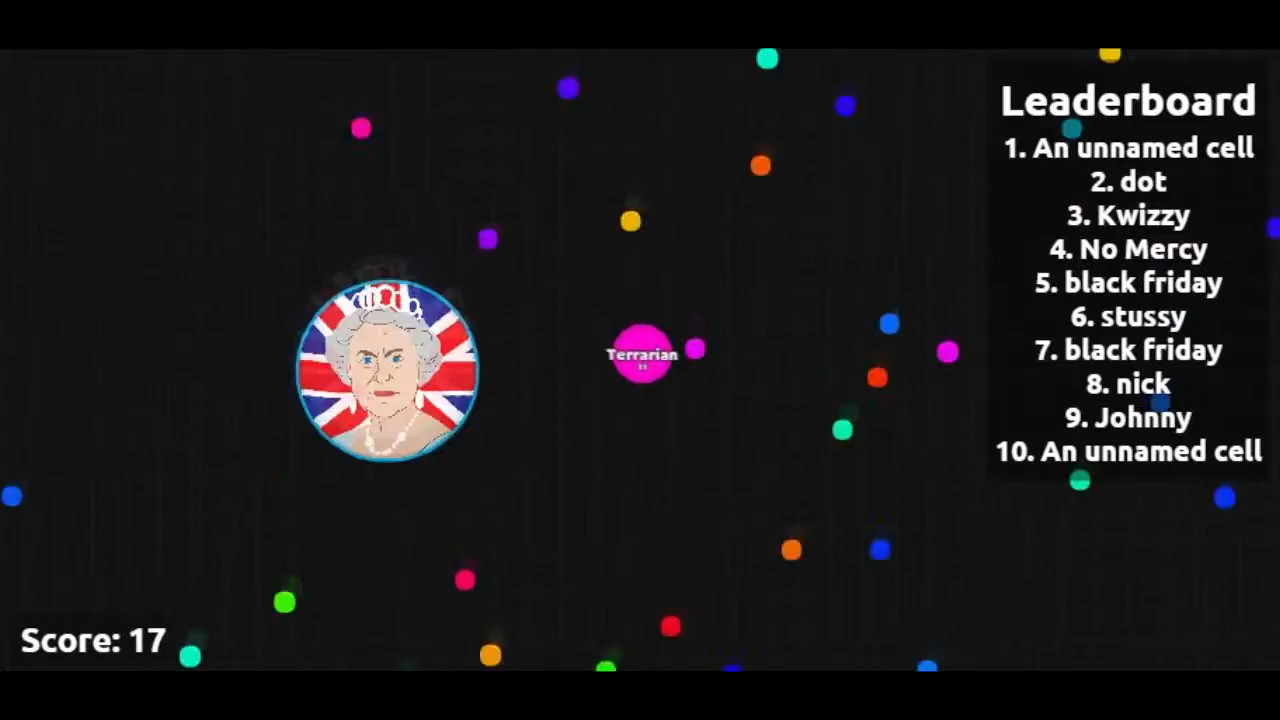 Leaderboard
1. An unnamed cell
2. dot
3. Kwizzy
4. No Mercy
5. black friday
6. stussy
7. black friday
8. nick
9. Johnny
10. An unnamed cell
Terrarian
Score: 17